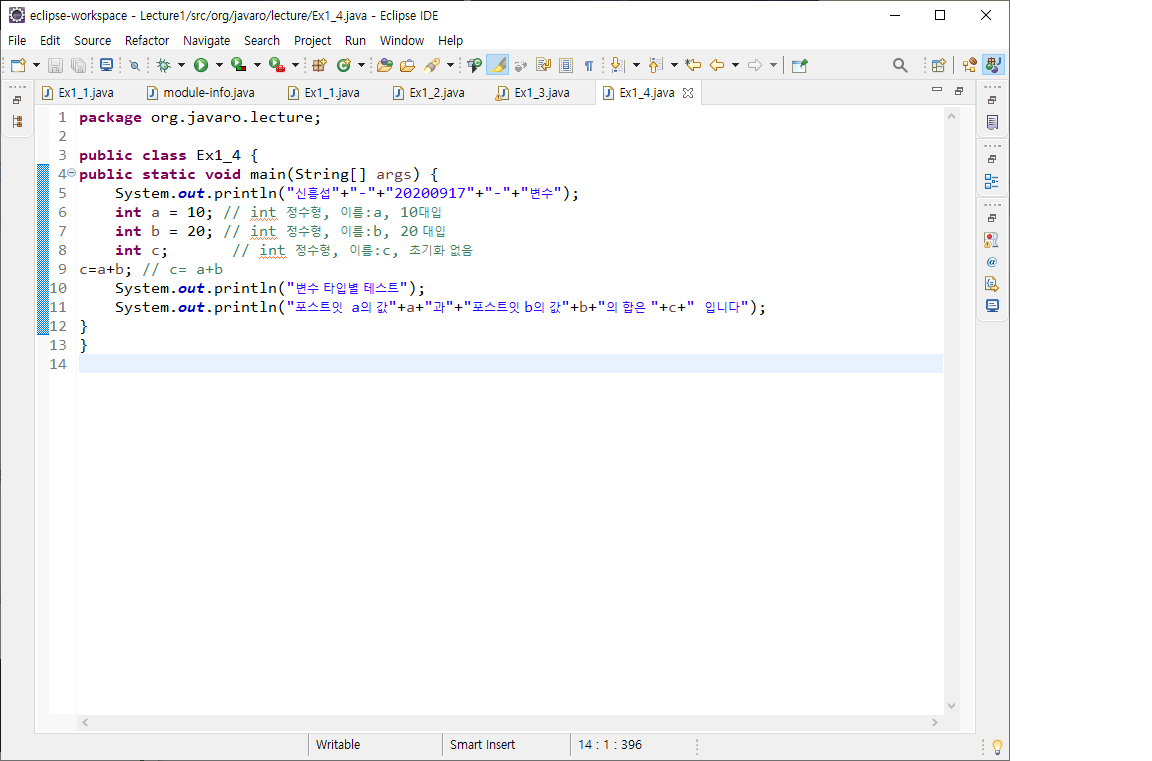 eclipse-workspace - Lecture1/src/org/javaro/lecture/Ex1_4.java - Eclipse IDE
File Edit Source Refactor Navigate Search Project Run Window Help
Ex1_1.java module-info.java Ex1_1.java Ex1_2.java Ex1_3.java Ex1_4.java
1 package org.javaro.lecture;
2
3 public class Ex1_4 {
4 public static void main(String[] args) {
5 System.out.println("신흥섭"+"-"+"20200917"+"-"+"변수");
6 int a = 10; // int 정수형, 이름:a, 10대입
7 int b = 20; // int 정수형, 이름:b, 20 대입
8 int c; // int 정수형, 이름:c, 초기화 없음
9 c=a+b; // c= a+b
10 System.out.println("변수 타입별 테스트");
11 System.out.println("포스트잇 a의 값"+a+"과"+"포스트잇 b의 값"+b+"의 합은 "+c+" 입니다");
12 }
13 }
14
Writable Smart Insert 14 : 1 : 396